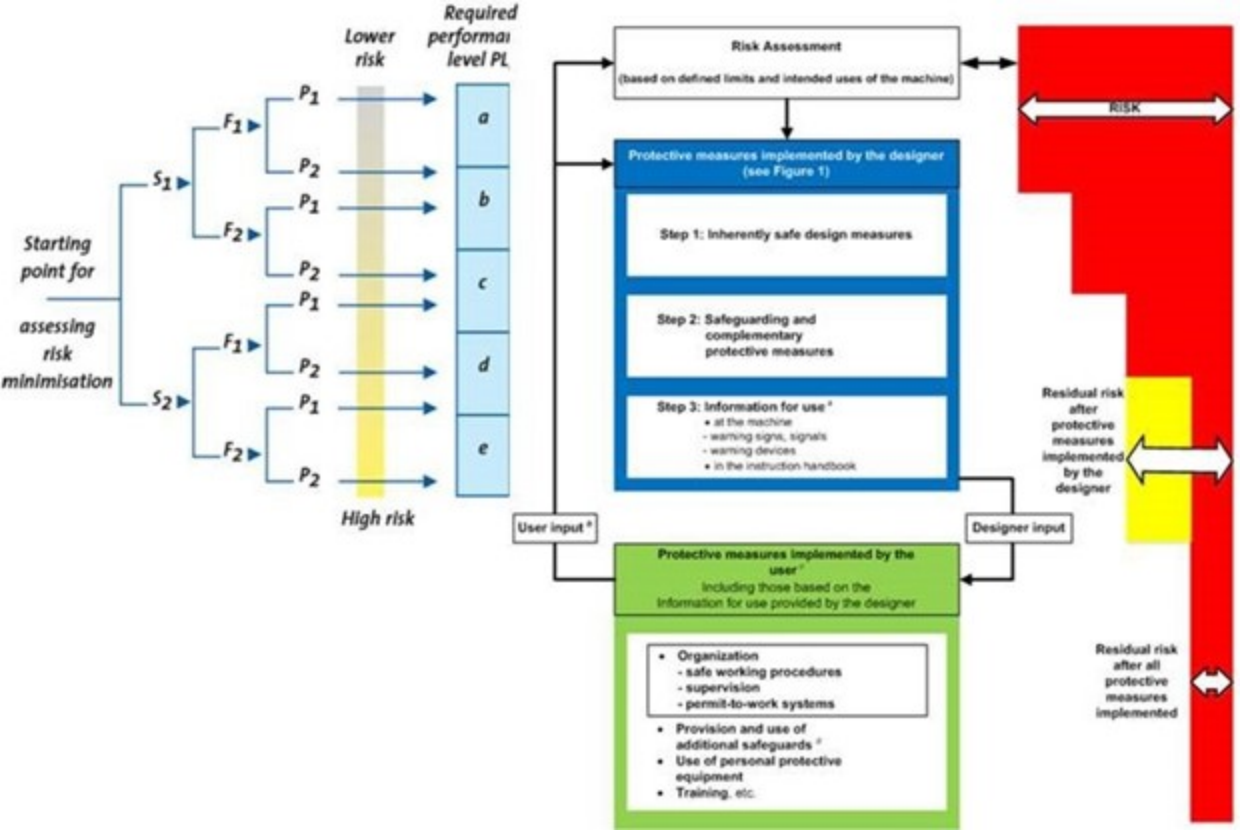 Lower
risk
Required
performan
level PL
Starting
point for
assessing
risk
minimisation
S1
S2
F1
F2
F1
F2
P1
P2
P1
P2
P1
P2
P1
P2
a
b
c
d
e
High risk
Risk Assessment
(based on defined limits and intended uses of the machine)
Protective measures implemented by the designer
(see Figure 1)
Step 1: Inherently safe design measures
Step 2: Safeguarding and
complementary
protective measures
Step 3: Information for use
• at the machine
- warning signs, signals
- warning devices
• in the instruction handbook
User input
Designer input
Protective measures implemented by the
user
Including those based on the
Information for use provided by the designer
• Organization
- safe working procedures
- supervision
- permit-to-work systems
• Provision and use of
additional safeguards
• Use of personal protective
equipment
• Training, etc.
RISK
Residual risk
after
protective
measures
implemented
by the
designer
Residual risk
after all
protective
measures
implemented